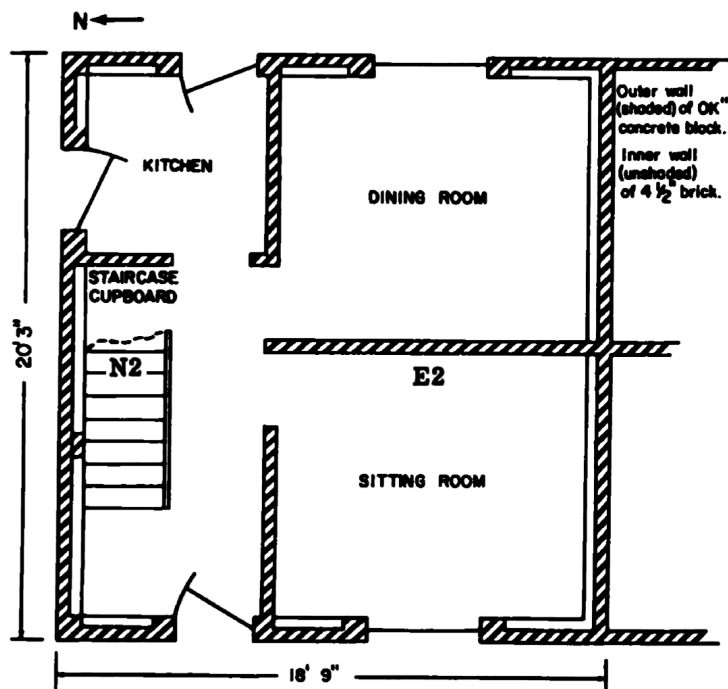 N
Outer wall
(shaded) of OK"
concrete block.
Inner wall
(unshaded)
of 4 ½" brick.
KITCHEN
DINING ROOM
STAIRCASE
CUPBOARD
20' 3"
N2
E2
SITTING ROOM
18' 9"